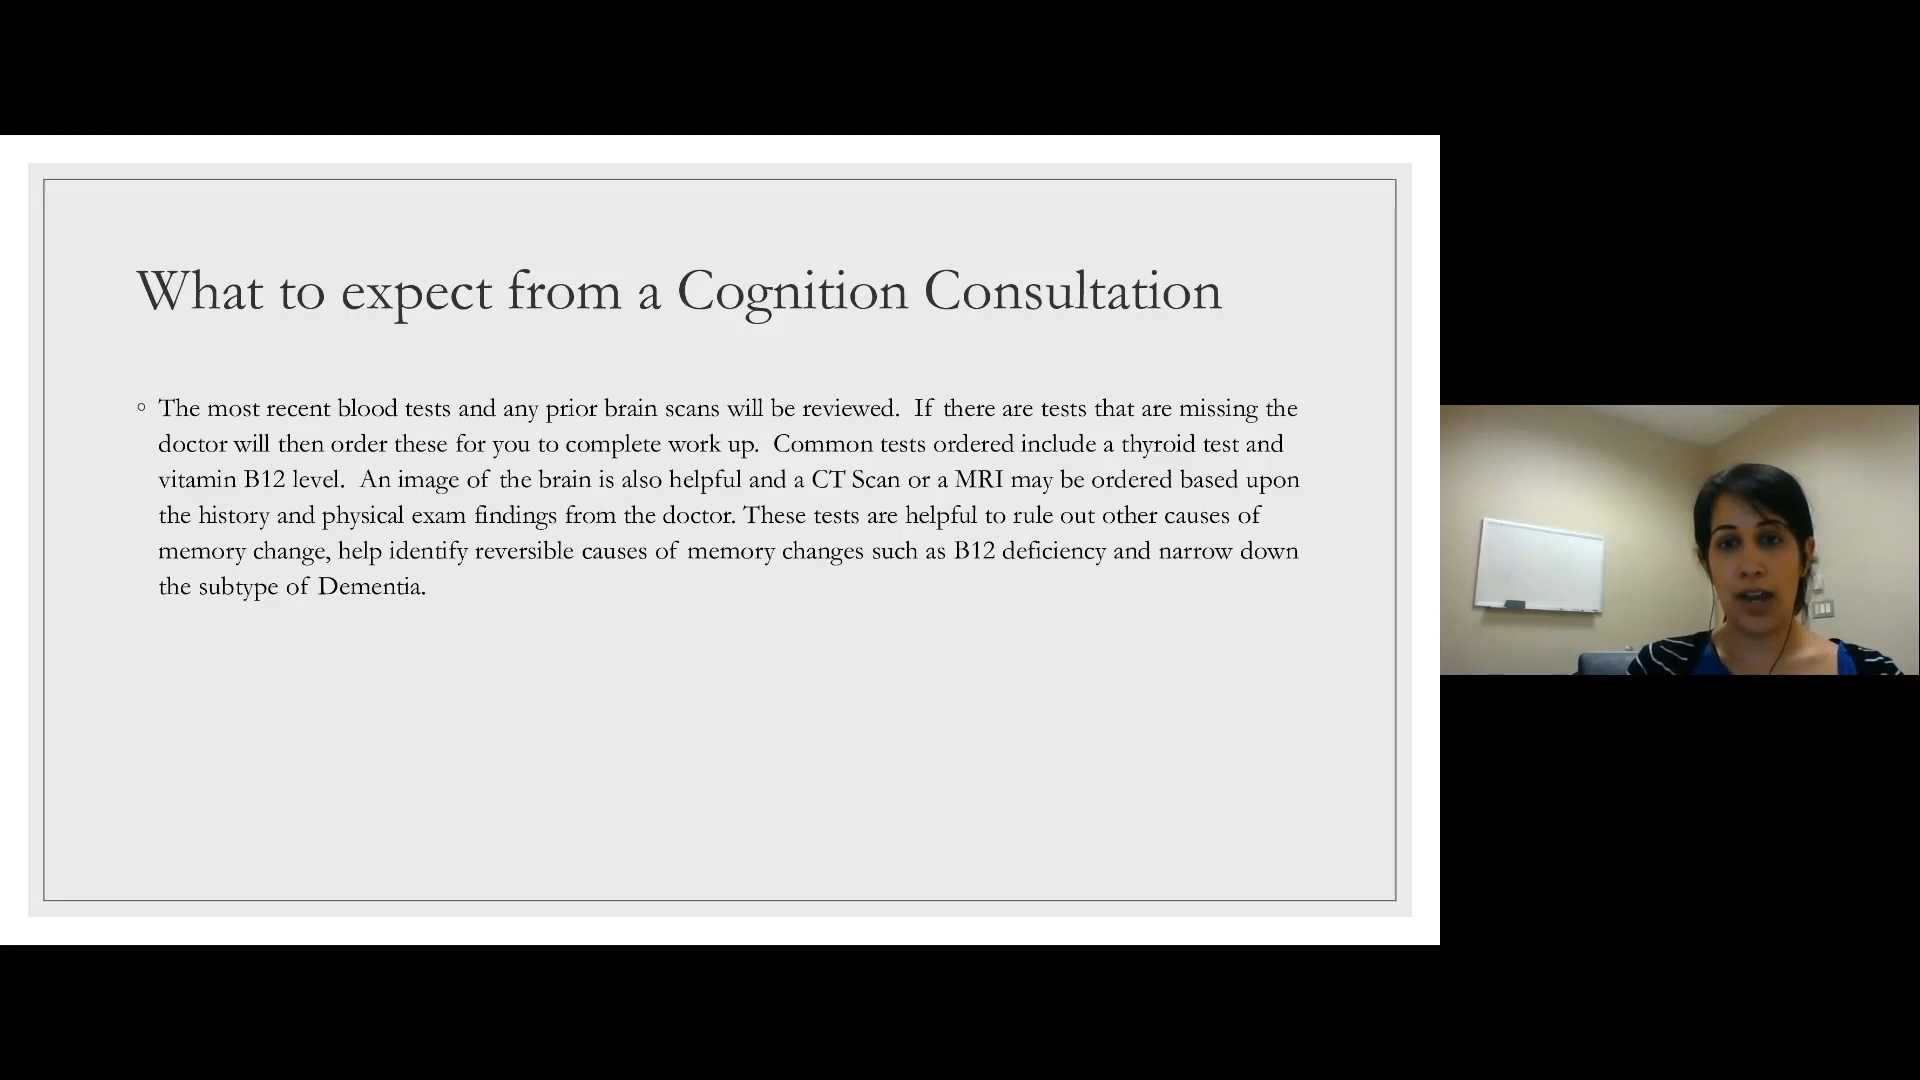 What to expect from a Cognition Consultation
◦ The most recent blood tests and any prior brain scans will be reviewed.  If there are tests that are missing the
doctor will then order these for you to complete work up.  Common tests ordered include a thyroid test and
vitamin B12 level.  An image of the brain is also helpful and a CT Scan or a MRI may be ordered based upon
the history and physical exam findings from the doctor. These tests are helpful to rule out other causes of
memory change, help identify reversible causes of memory changes such as B12 deficiency and narrow down
the subtype of Dementia.